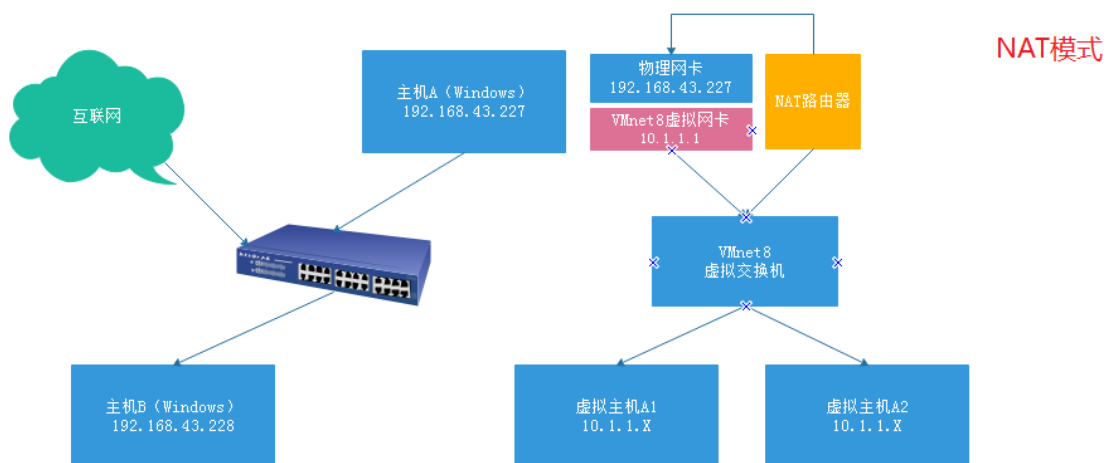 NAT模式
互联网
主机A（Windows）
192.168.43.227
物理网卡
192.168.43.227
VMnet8虚拟网卡
10.1.1.1
NAT路由器
VMnet8
虚拟交换机
主机B（Windows）
192.168.43.228
虚拟主机A1
10.1.1.X
虚拟主机A2
10.1.1.X